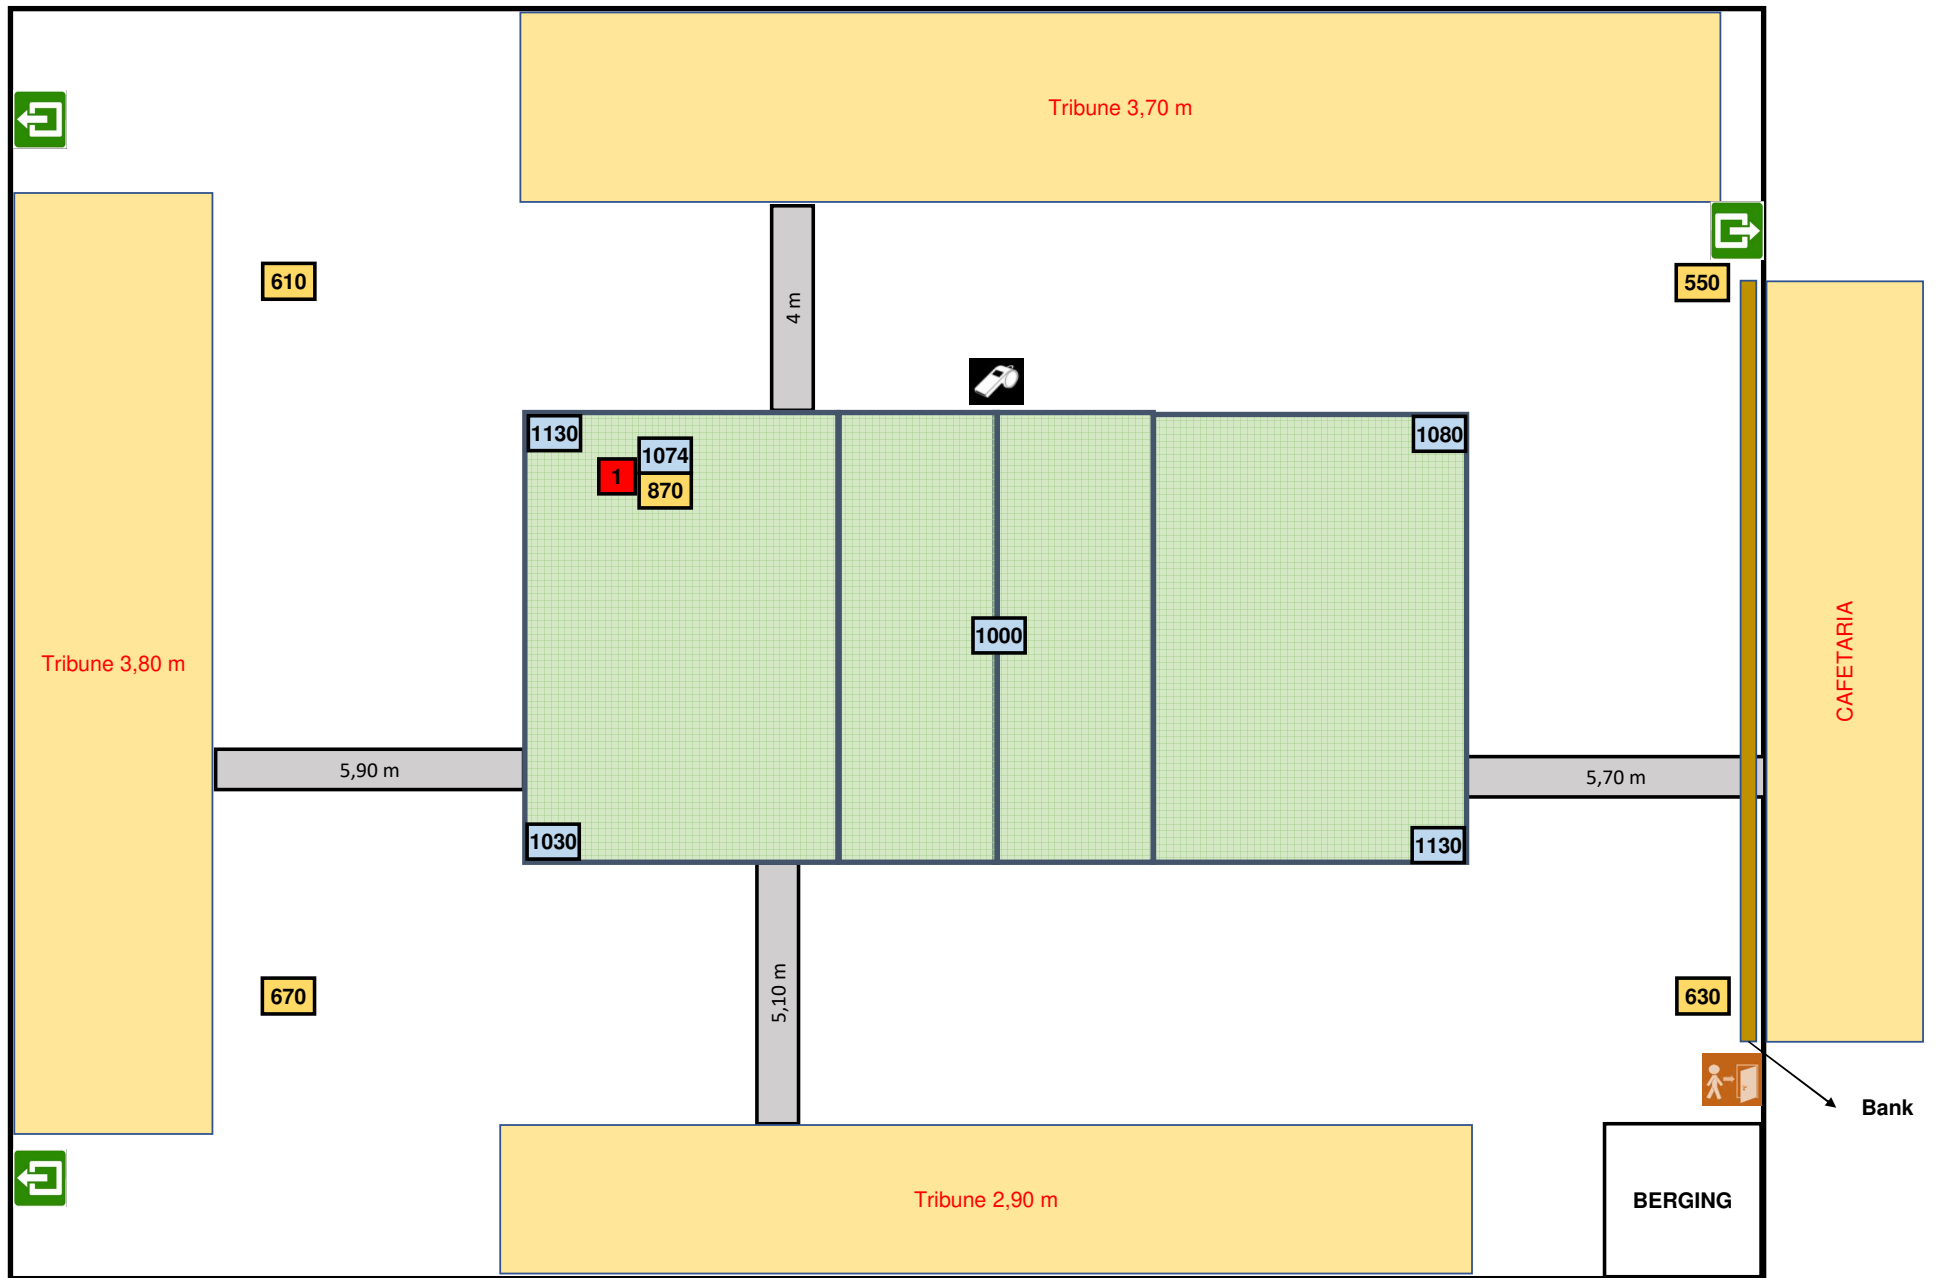 Tribune 3,70 m
610
550
4 m
1130
1080
1
1074
870
1000
CAFETARIA
Tribune 3,80 m
5,90 m
5,70 m
1030
1130
5,10 m
670
630
Bank
Tribune 2,90 m
BERGING